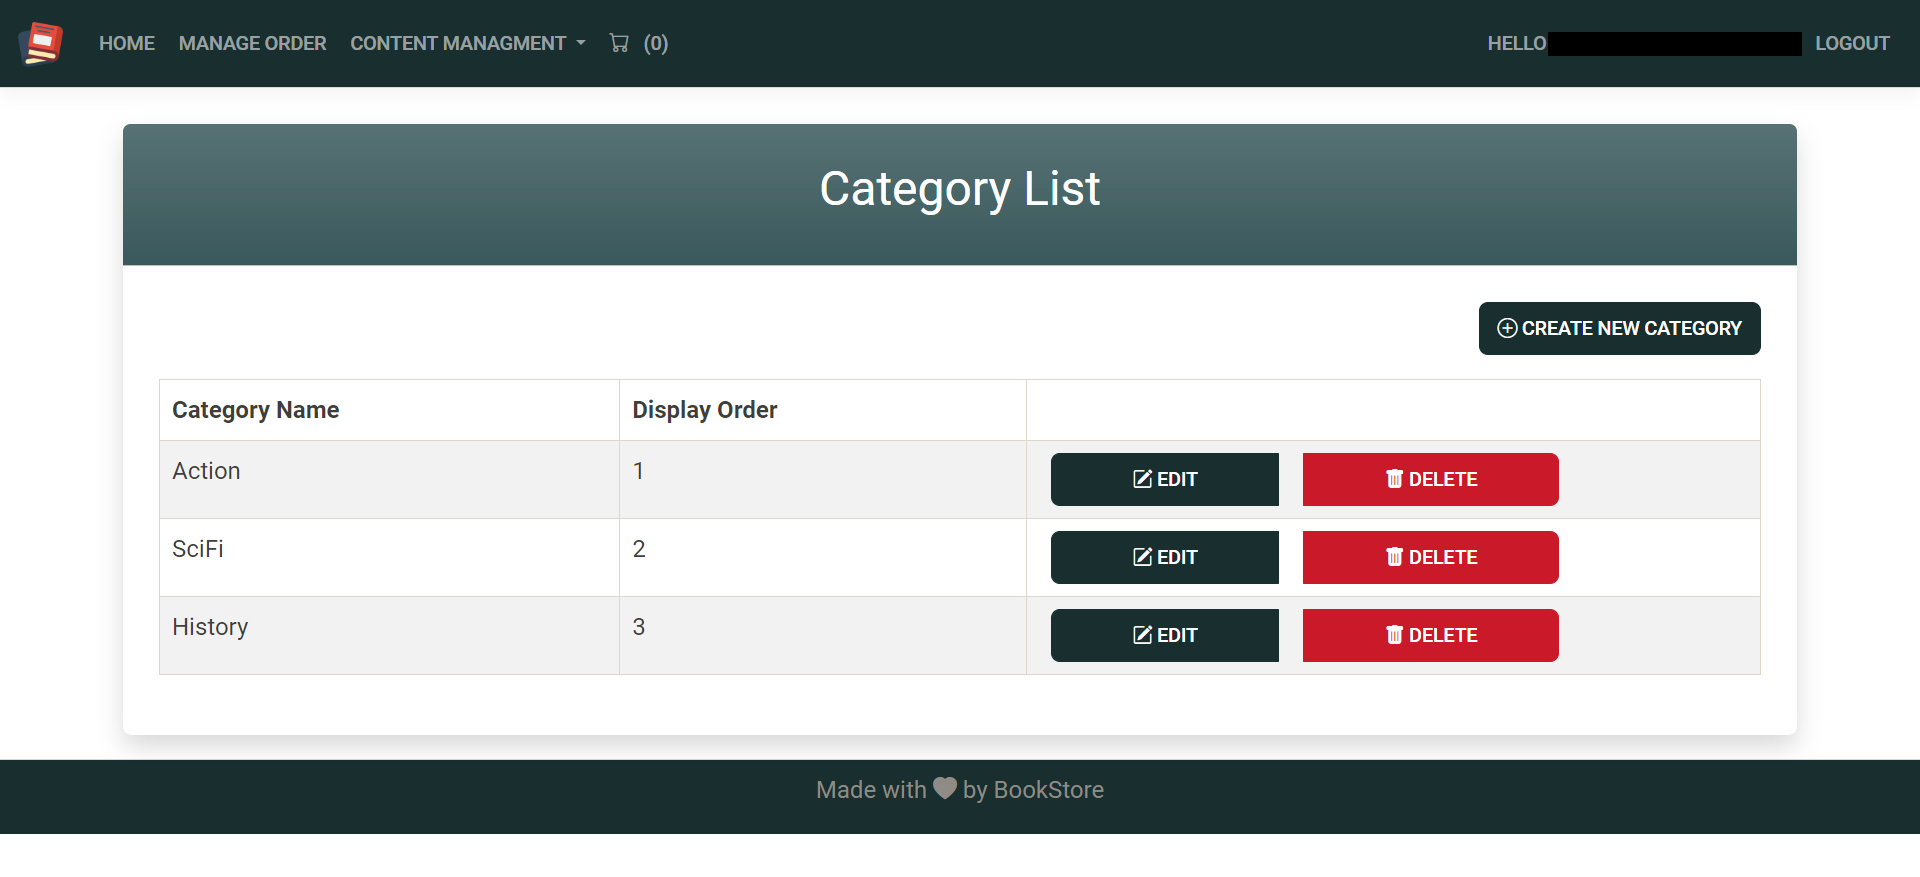 HOME MANAGE ORDER CONTENT MANAGMENT (0) HELLO LOGOUT
Category List
CREATE NEW CATEGORY
Category Name Display Order
Action 1 EDIT DELETE
SciFi 2 EDIT DELETE
History 3 EDIT DELETE
Made with by BookStore